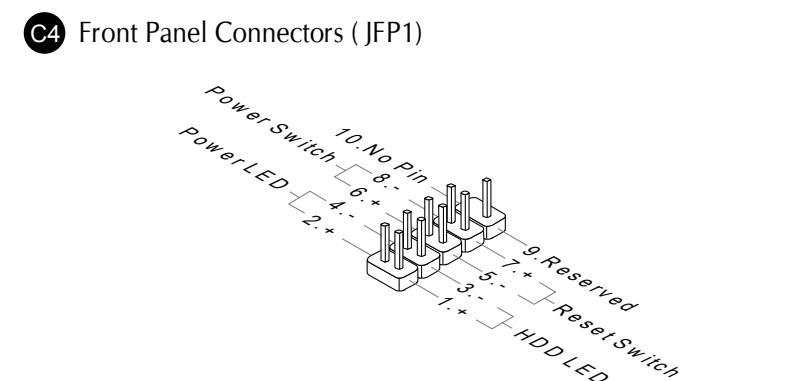 C4 Front Panel Connectors ( JFP1)
Power Switch
Power LED
10.No Pin
8.-
6.+
4.-
2.+
9.Reserved
7.+
5.-
3.-
1.+
Reset Switch
HDD LED